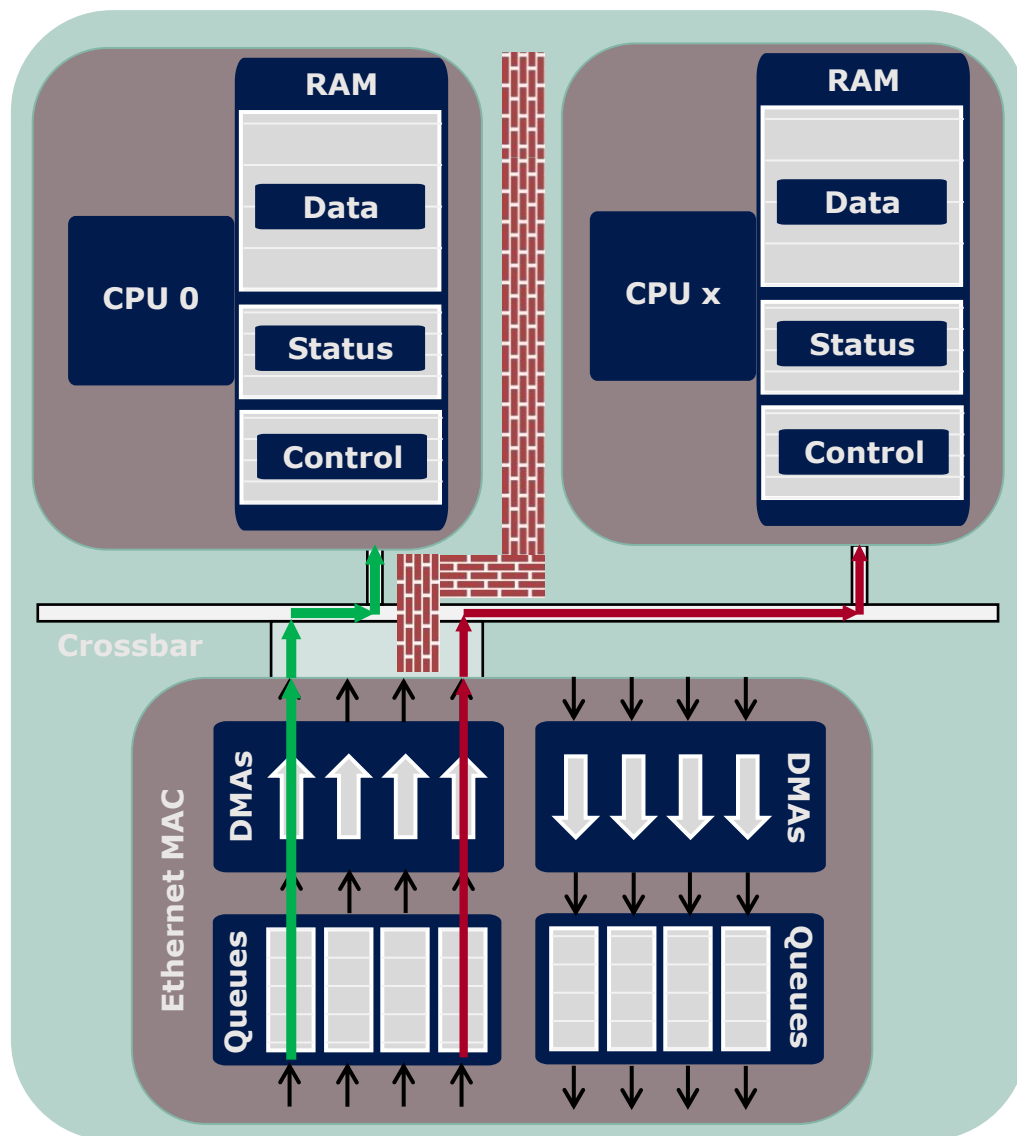 RAM
Data
CPU 0
Status
Control
RAM
Data
CPU x
Status
Control
Crossbar
Ethernet MAC
DMAs
DMAs
Queues
Queues